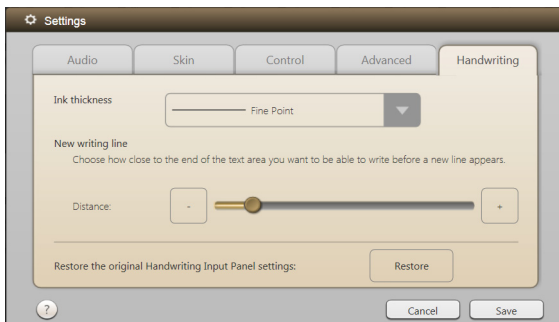 Settings
Audio Skin Control Advanced Handwriting
Ink thickness
Fine Point
New writing line
Choose how close to the end of the text area you want to be able to write before a new line appears.
Distance: - +
Restore the original Handwriting Input Panel settings: Restore
? Cancel Save